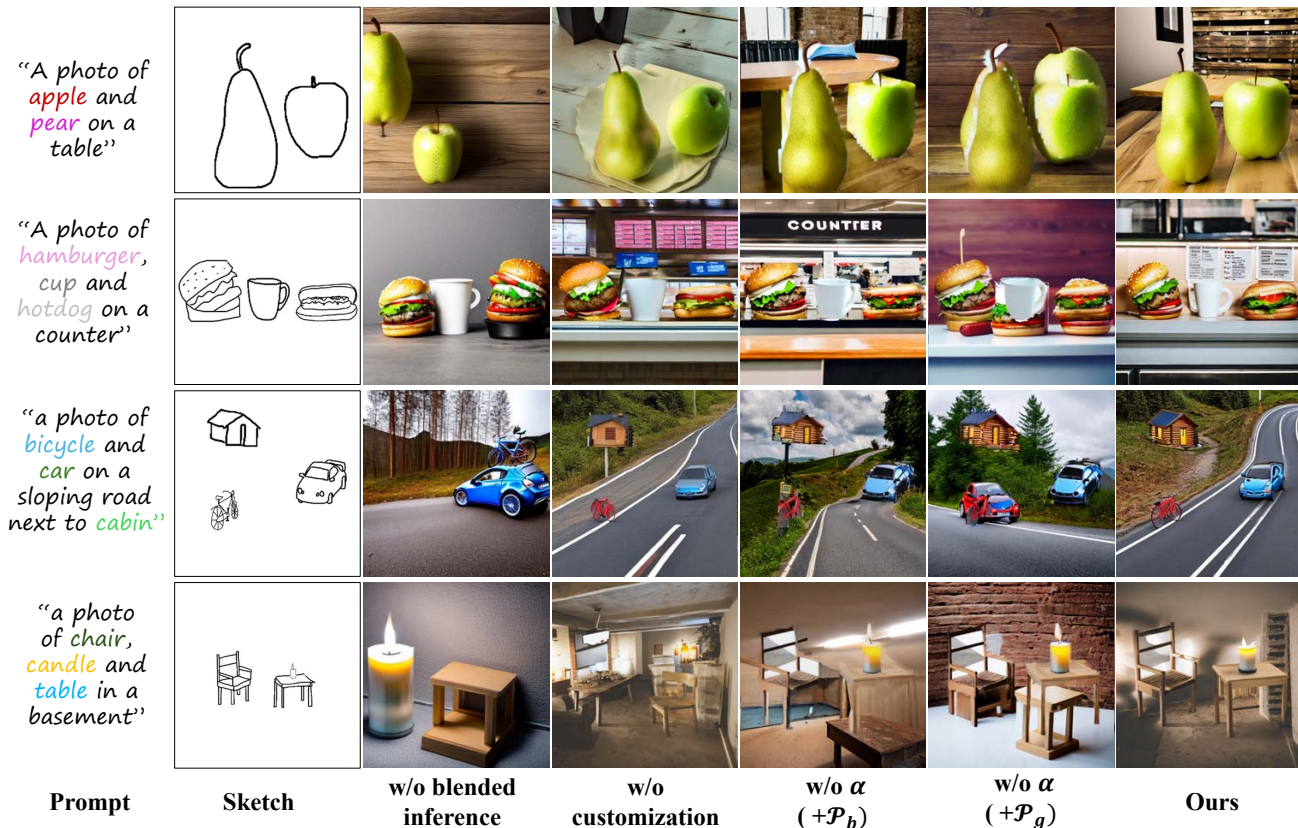 “A photo of
apple and
pear on a
table”
“A photo of
hamburger,
cup and
hotdog on a
counter”
COUNTTER
“a photo of
bicycle and
car on a
sloping road
next to cabin”
“a photo
of chair,
candle and
table in a
basement”
Prompt
Sketch
w/o blended
inference
w/o
customization
w/o α
( +𝒫b)
w/o α
( +𝒫g)
Ours